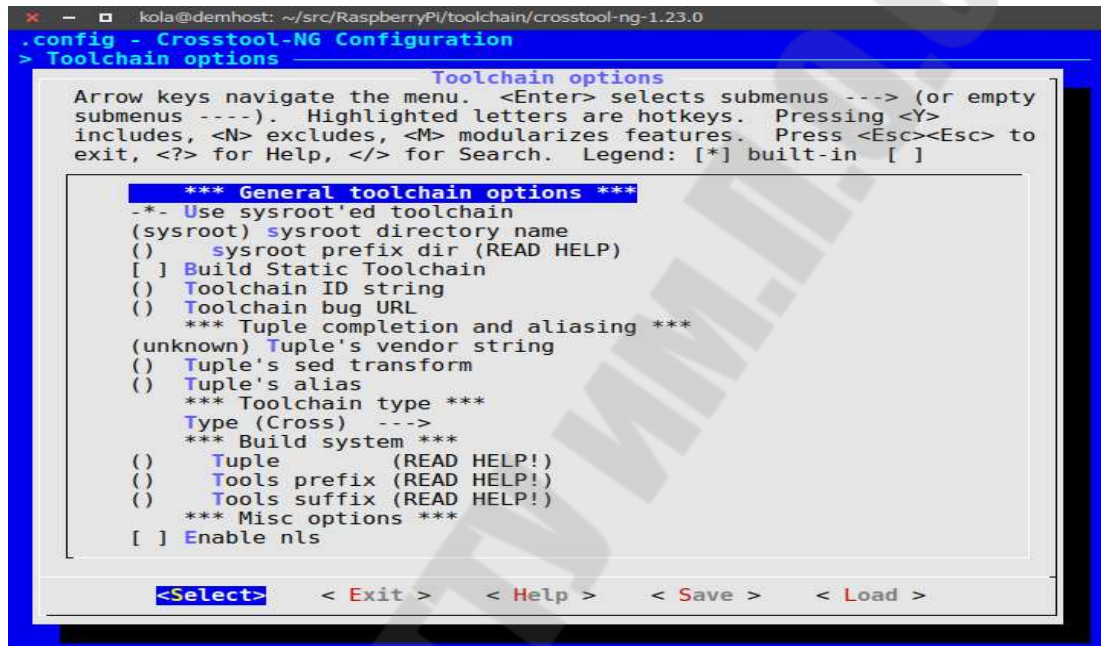 kola@demhost: ~/src/RaspberryPi/toolchain/crosstool-ng-1.23.0
.config - Crosstool-NG Configuration
> Toolchain options
Toolchain options
Arrow keys navigate the menu.  <Enter> selects submenus ---> (or empty
submenus ----).  Highlighted letters are hotkeys.  Pressing <Y>
includes, <N> excludes, <M> modularizes features.  Press <Esc><Esc> to
exit, <?> for Help, </> for Search.  Legend: [*] built-in  [ ]
*** General toolchain options ***
-*- Use sysroot'ed toolchain
(sysroot) sysroot directory name
()    sysroot prefix dir (READ HELP)
[ ] Build Static Toolchain
()  Toolchain ID string
()  Toolchain bug URL
*** Tuple completion and aliasing ***
(unknown) Tuple's vendor string
()  Tuple's sed transform
()  Tuple's alias
*** Toolchain type ***
Type (Cross)  --->
*** Build system ***
()    Tuple        (READ HELP!)
()    Tools prefix (READ HELP!)
()    Tools suffix (READ HELP!)
*** Misc options ***
[ ] Enable nls
<Select>    < Exit >    < Help >    < Save >    < Load >